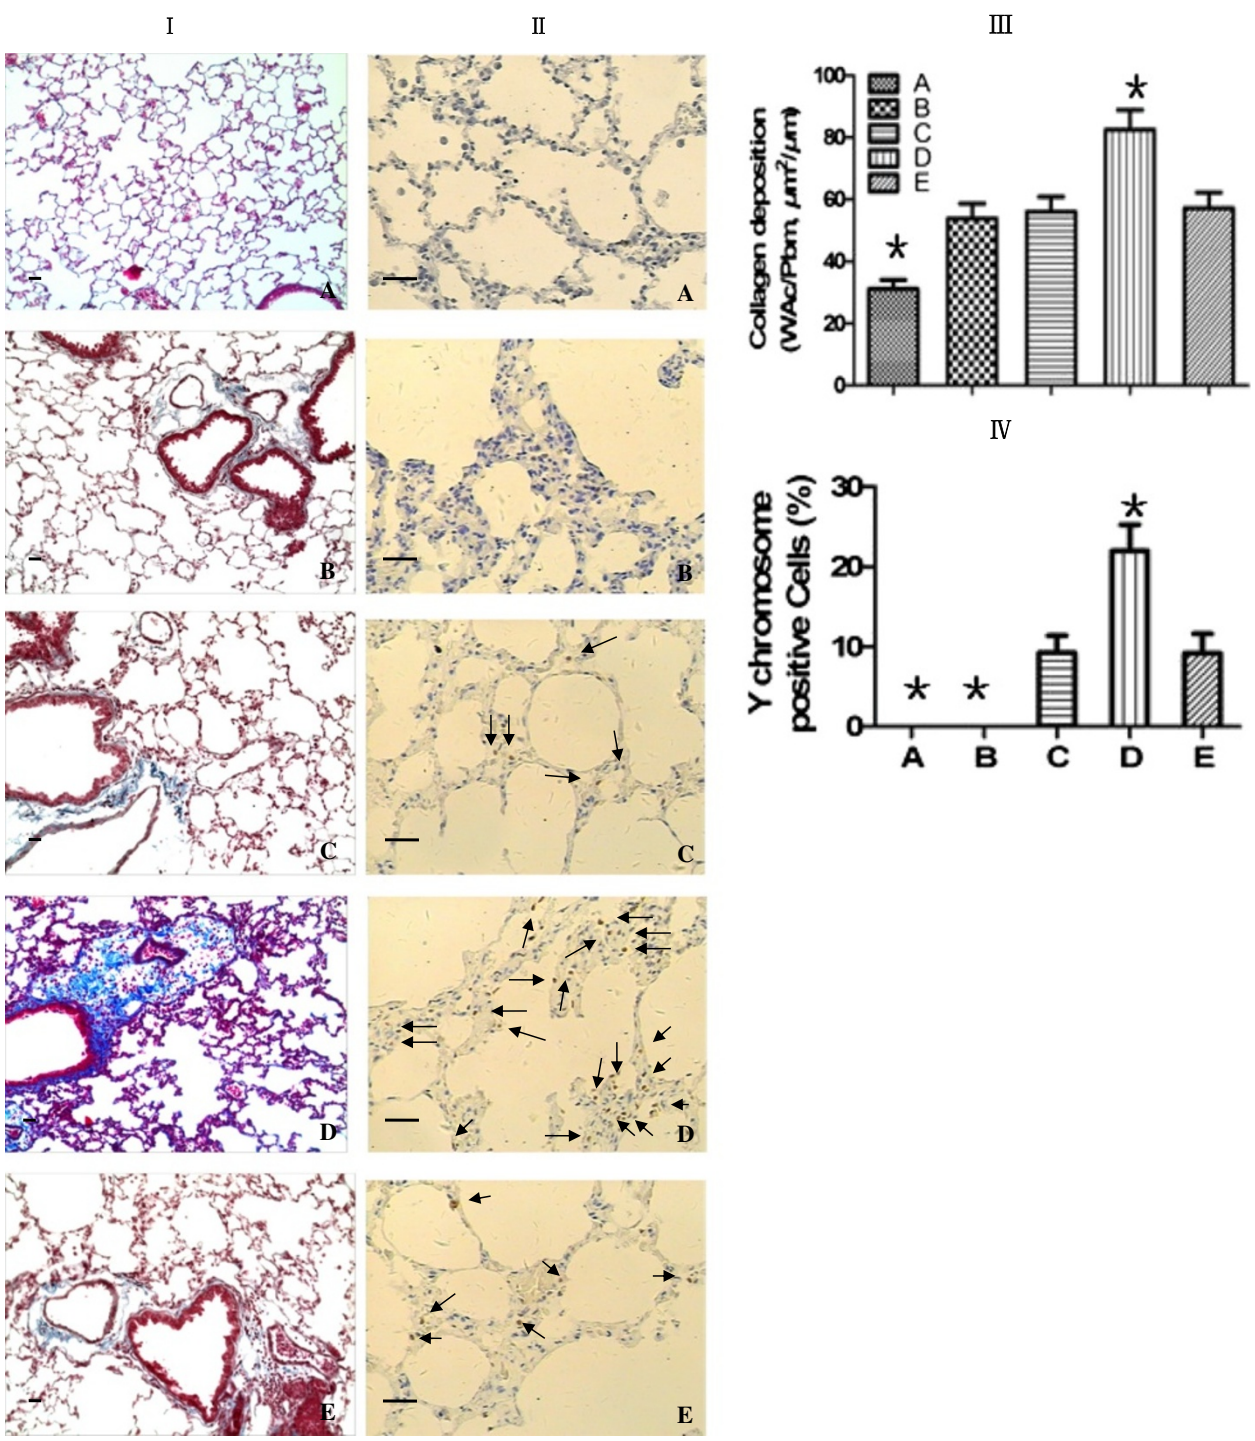 Ⅰ Ⅱ Ⅲ
A
B
C
D
E
A
B
C
D
E
Collagen deposition
(WAc/Pbm, μm²/μm)
100
80
60
40
20
0
A
B
C
D
E
*
*
Ⅳ
Y chromosome
positive Cells (%)
30
20
10
0
* * *
A B C D E